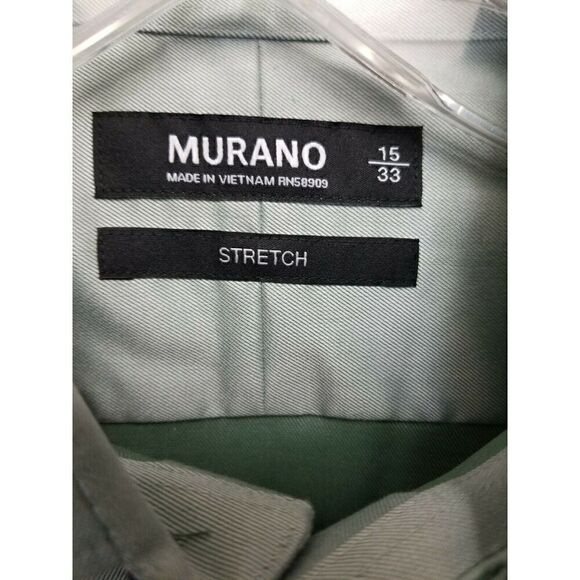 MURANO
MADE IN VIETNAM RN58909
15
33
STRETCH